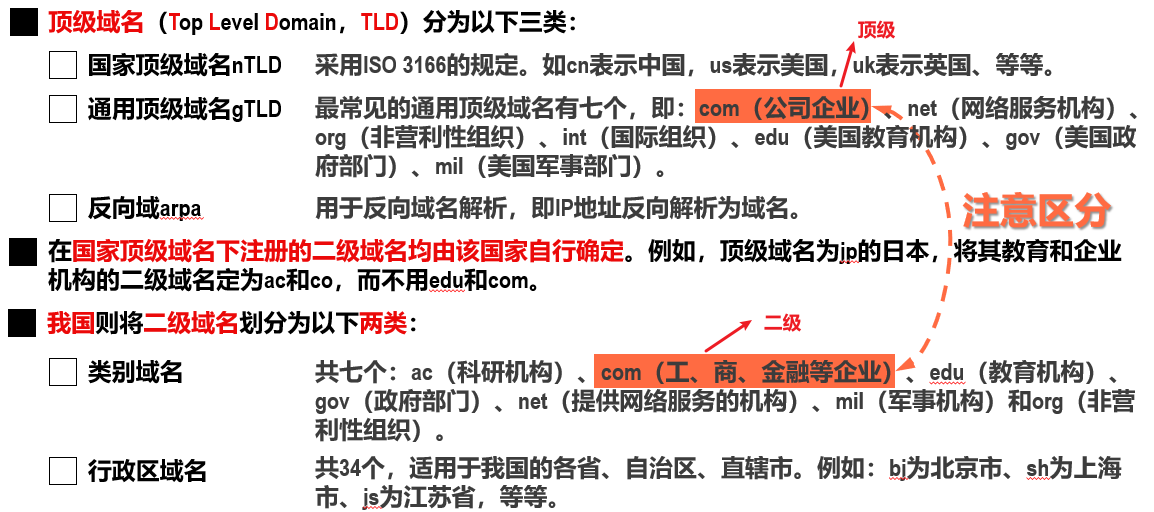 顶级
顶级域名（Top Level Domain，TLD）分为以下三类：
国家顶级域名nTLD 采用ISO 3166的规定。如cn表示中国，us表示美国，uk表示英国、等等。
通用顶级域名gTLD 最常见的通用顶级域名有七个，即：com（公司企业）、net（网络服务机构）、
org（非营利性组织）、int（国际组织）、edu（美国教育机构）、gov（美国政
府部门）、mil（美国军事部门）。
反向域arpa 用于反向域名解析，即IP地址反向解析为域名。
注意区分
在国家顶级域名下注册的二级域名均由该国家自行确定。例如，顶级域名为jp的日本，将其教育和企业
机构的二级域名定为ac和co，而不用edu和com。
我国则将二级域名划分为以下两类：
二级
类别域名 共七个：ac（科研机构）、com（工、商、金融等企业）、edu（教育机构）、
gov（政府部门）、net（提供网络服务的机构）、mil（军事机构）和org（非营
利性组织）。
行政区域名 共34个，适用于我国的各省、自治区、直辖市。例如：bj为北京市、sh为上海
市、js为江苏省，等等。